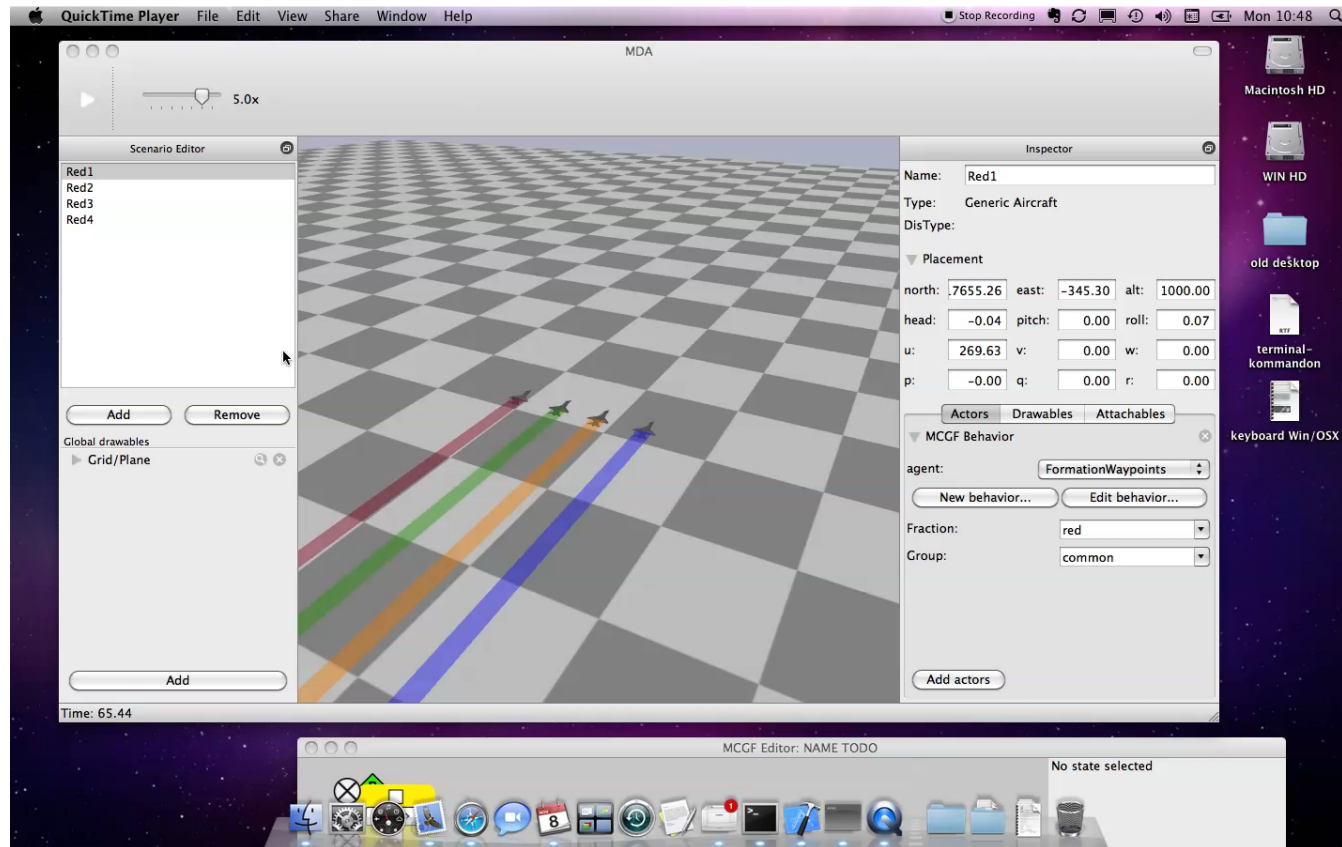 QuickTime Player File Edit View Share Window Help Stop Recording Mon 10:48
MDA
5.0x
Macintosh HD
WIN HD
old desktop
RTF
terminal-
kommandon
keyboard Win/OSX
Scenario Editor
Red1
Red2
Red3
Red4
Add Remove
Global drawables
Grid/Plane
Add
Time: 65.44
Inspector
Name: Red1
Type: Generic Aircraft
DisType:
Placement
north: .7655.26 east: -345.30 alt: 1000.00
head: -0.04 pitch: 0.00 roll: 0.07
u: 269.63 v: 0.00 w: 0.00
p: -0.00 q: 0.00 r: 0.00
Actors Drawables Attachables
MCGF Behavior
agent: FormationWaypoints
New behavior... Edit behavior...
Fraction: red
Group: common
Add actors
MCGF Editor: NAME TODO
No state selected
8
1